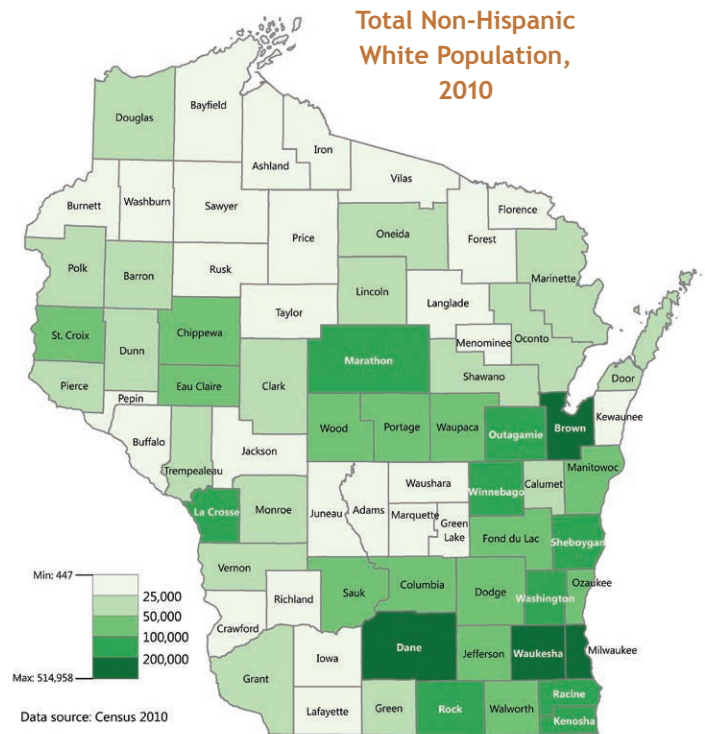 Total Non-Hispanic
White Population,
2010
Bayfield
Douglas
Iron
Ashland
Vilas
Burnett
Washburn
Sawyer
Florence
Price
Oneida
Forest
Polk
Barron
Rusk
Marinette
Lincoln
Langlade
Taylor
St. Croix
Chippewa
Oconto
Menominee
Dunn
Marathon
Shawano
Pierce
Eau Claire
Clark
Door
Pepin
Kewaunee
Buffalo
Wood
Portage
Waupaca
Outagamie
Brown
Jackson
Trempealeau
Manitowoc
Waushara
Calumet
Winnebago
La Crosse
Monroe
Juneau
Adams
Marquette
Green
Lake
Fond du Lac
Sheboygan
Vernon
Min: 447
25,000
50,000
100,000
200,000
Max: 514,958
Richland
Sauk
Columbia
Dodge
Washington
Ozaukee
Crawford
Iowa
Dane
Jefferson
Waukesha
Milwaukee
Grant
Lafayette
Green
Rock
Walworth
Racine
Kenosha
Data source: Census 2010